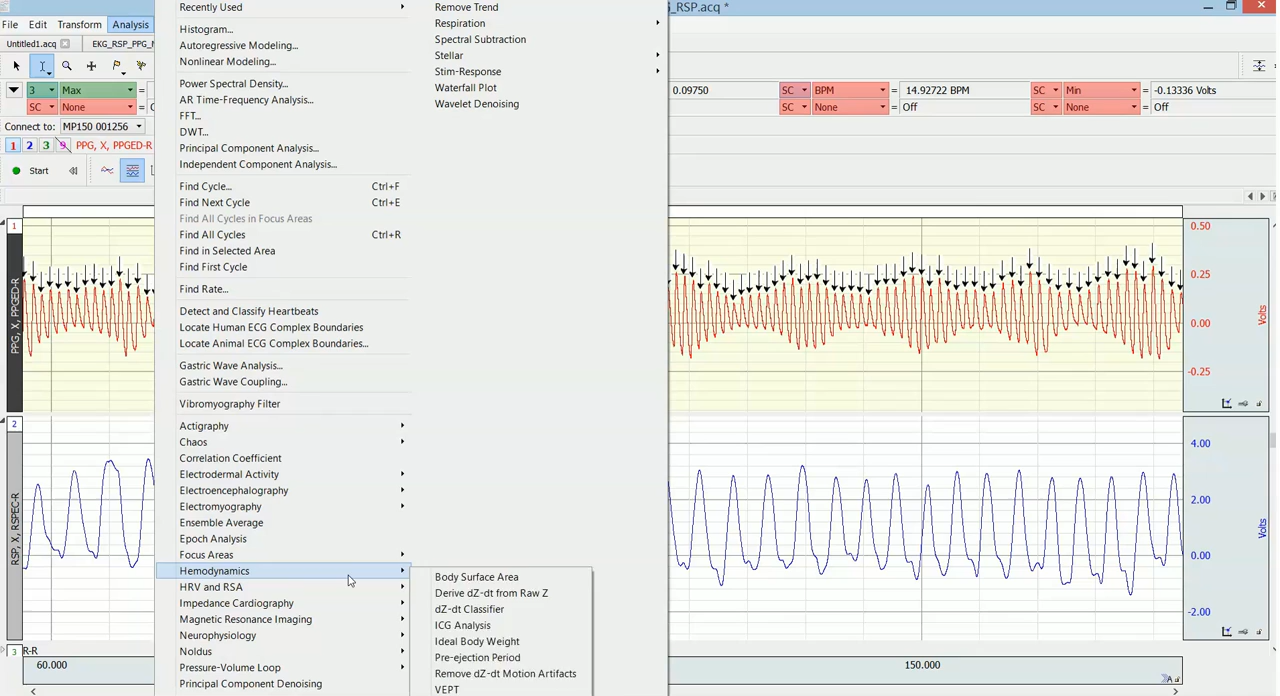 G_RSP.acq *
File Edit Transform Analysis
Untitled1.acq EKG_RSP_PPG_
3 Max =
SC None =
0.09750
SC BPM = 14.92722 BPM
SC None = Off
SC Min = -0.13336 Volts
SC None = Off
Connect to: MP150 001256
1 2 3 9 PPG, X, PPGED-R
Start
Recently Used
Histogram...
Autoregressive Modeling...
Nonlinear Modeling...
Power Spectral Density...
AR Time-Frequency Analysis...
FFT...
DWT...
Principal Component Analysis...
Independent Component Analysis...
Find Cycle... Ctrl+F
Find Next Cycle Ctrl+E
Find All Cycles in Focus Areas
Find All Cycles Ctrl+R
Find in Selected Area
Find First Cycle
Find Rate...
Detect and Classify Heartbeats
Locate Human ECG Complex Boundaries
Locate Animal ECG Complex Boundaries...
Gastric Wave Analysis...
Gastric Wave Coupling...
Vibromyography Filter
Actigraphy
Chaos
Correlation Coefficient
Electrodermal Activity
Electroencephalography
Electromyography
Ensemble Average
Epoch Analysis
Focus Areas
Hemodynamics
HRV and RSA
Impedance Cardiography
Magnetic Resonance Imaging
Neurophysiology
Noldus
Pressure-Volume Loop
Principal Component Denoising
Remove Trend
Respiration
Spectral Subtraction
Stellar
Stim-Response
Waterfall Plot
Wavelet Denoising
Body Surface Area
Derive dZ-dt from Raw Z
dZ-dt Classifier
ICG Analysis
Ideal Body Weight
Pre-ejection Period
Remove dZ-dt Motion Artifacts
VEPT
1
PPG, X, PPGED-R
0.50
0.25
0.00
-0.25
Volts
2
RSP, X, RSPEC-R
4.00
2.00
0.00
-2.00
Volts
3 R-R
60.000
150.000